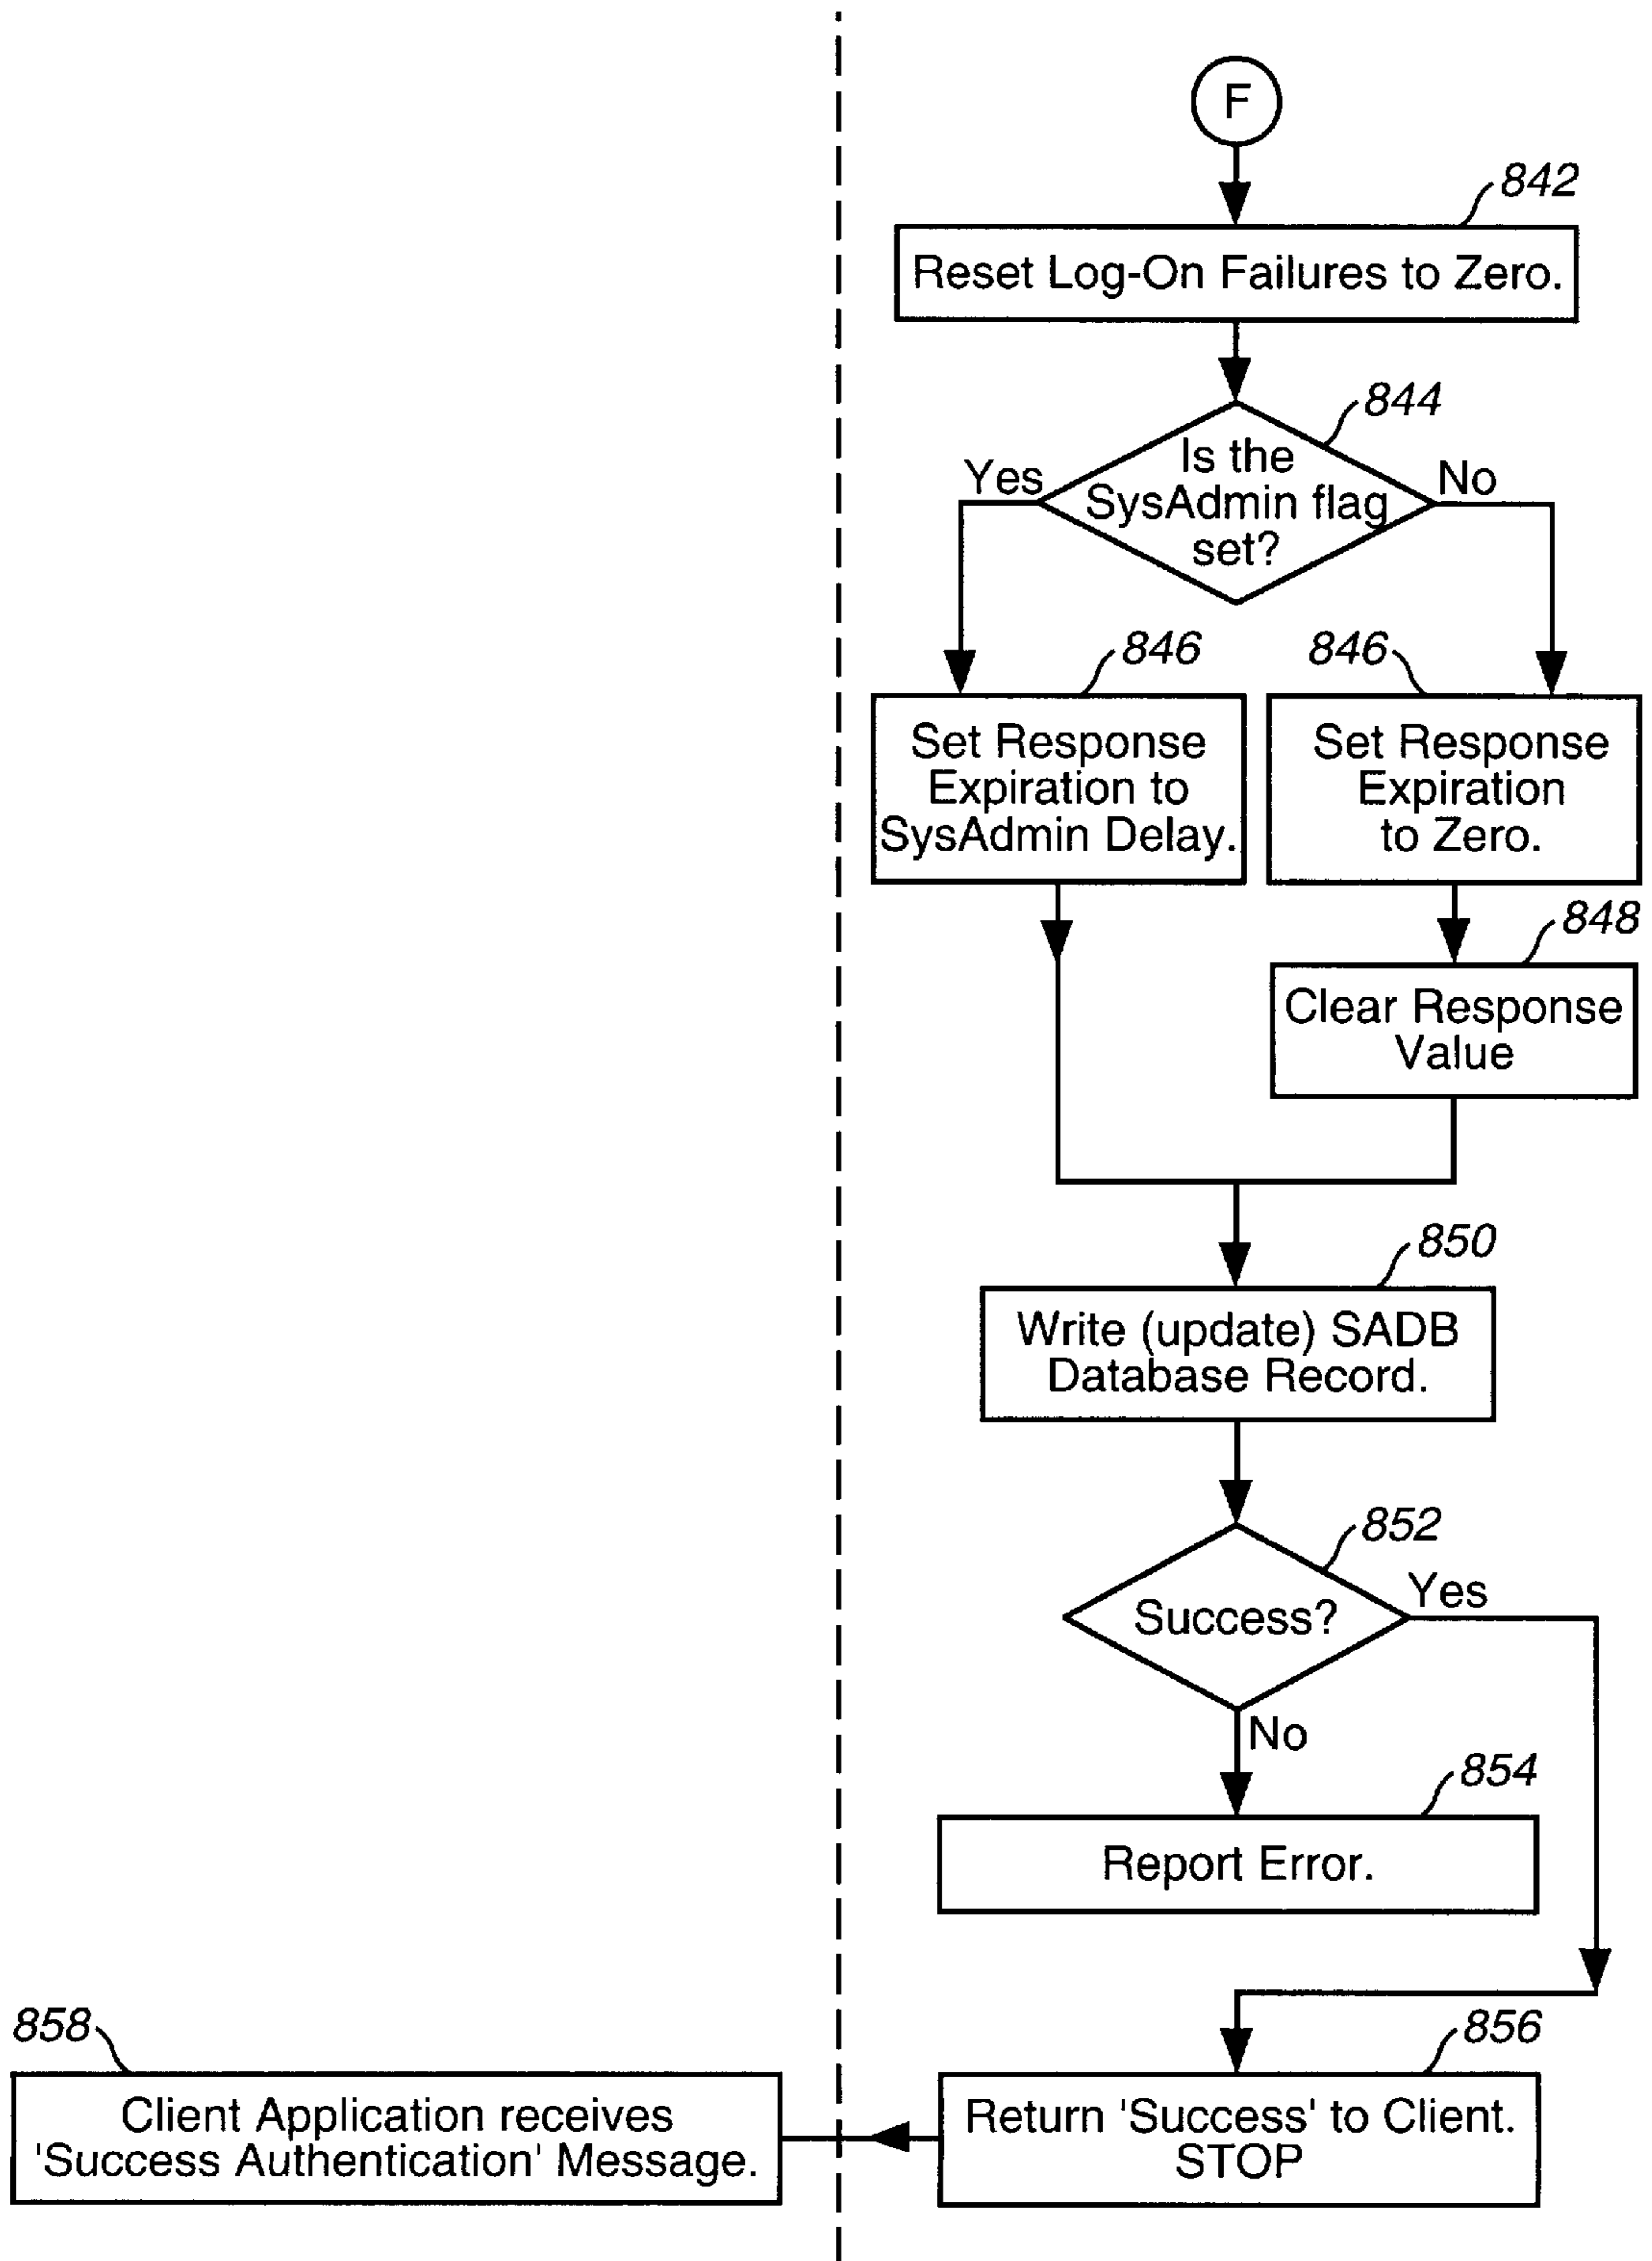 F
842
Reset Log-On Failures to Zero.
844
Is the
SysAdmin flag
set?
Yes
No
846
Set Response
Expiration to
SysAdmin Delay.
846
Set Response
Expiration
to Zero.
848
Clear Response
Value
850
Write (update) SADB
Database Record.
852
Success?
Yes
No
854
Report Error.
856
Return 'Success' to Client.
STOP
858
Client Application receives
'Success Authentication' Message.